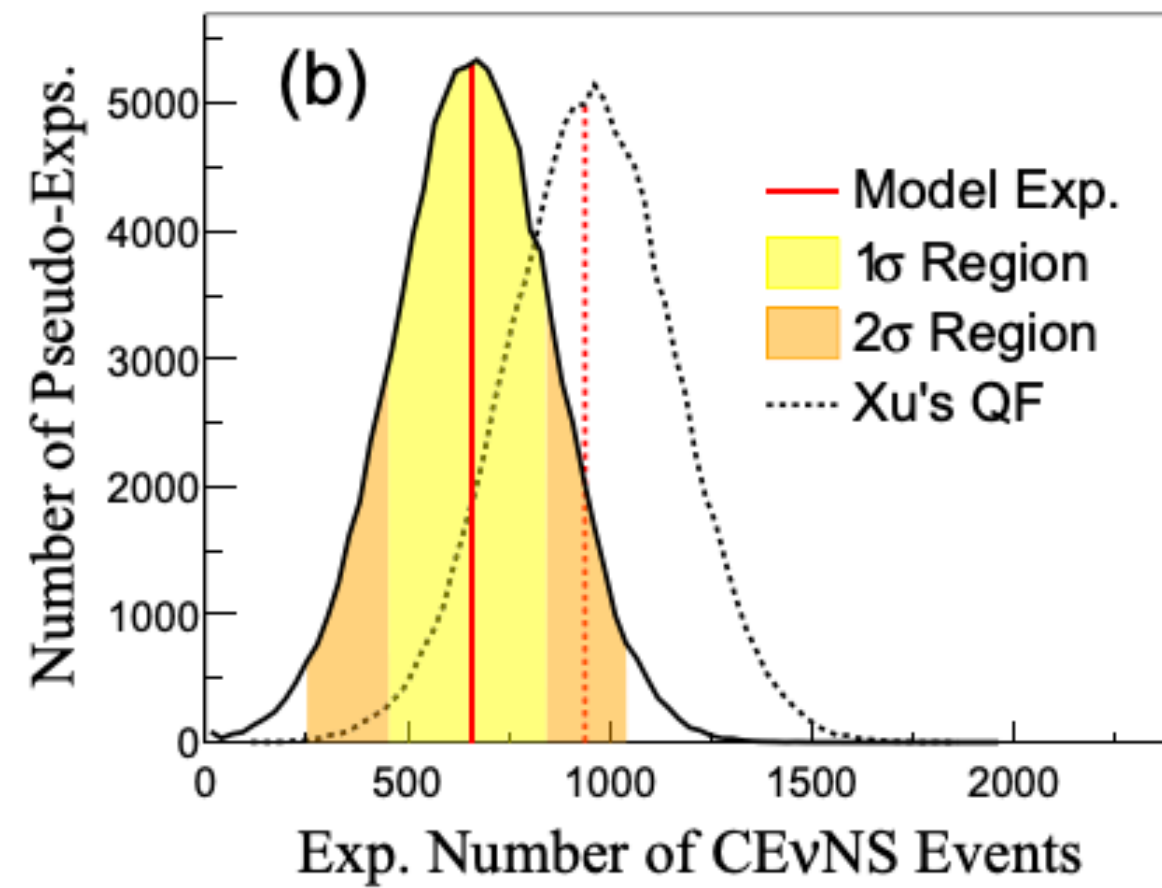 (b)
Number of Pseudo-Exps.
5000
4000
3000
2000
1000
0
Model Exp.
1σ Region
2σ Region
Xu's QF
0 500 1000 1500 2000
Exp. Number of CEνNS Events